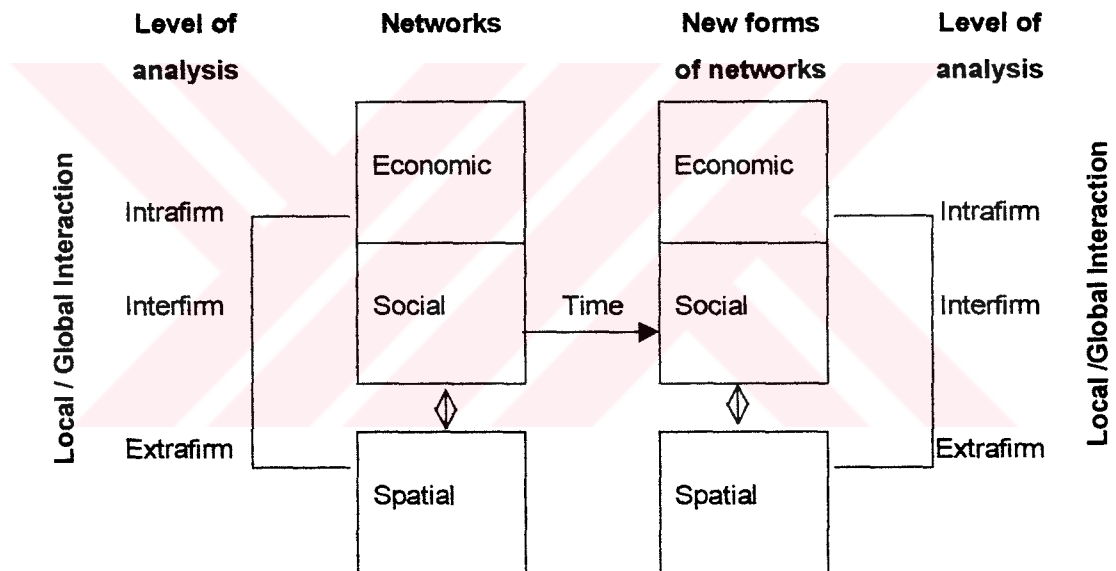 Level of
analysis
Networks
New forms
of networks
Level of
analysis
Local / Global Interaction
Intrafirm
Interfirm
Extrafirm
Economic
Social
Spatial
Time
Economic
Social
Spatial
Intrafirm
Interfirm
Extrafirm
Local /Global Interaction